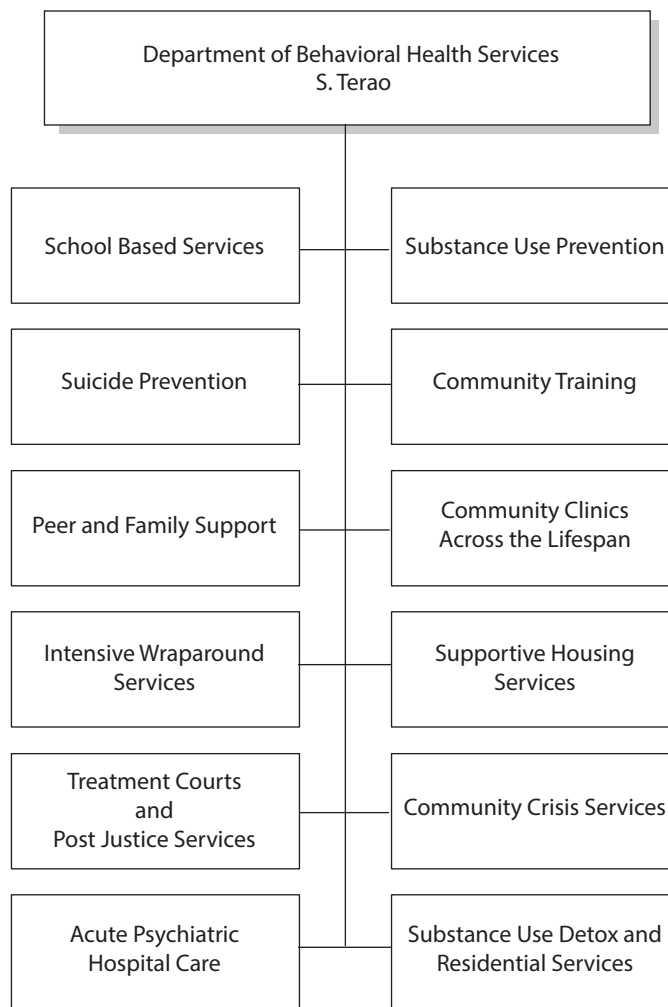 Department of Behavioral Health Services
S. Terao
School Based Services
Substance Use Prevention
Suicide Prevention
Community Training
Peer and Family Support
Community Clinics
Across the Lifespan
Intensive Wraparound
Services
Supportive Housing
Services
Treatment Courts
and
Post Justice Services
Community Crisis Services
Acute Psychiatric
Hospital Care
Substance Use Detox and
Residential Services